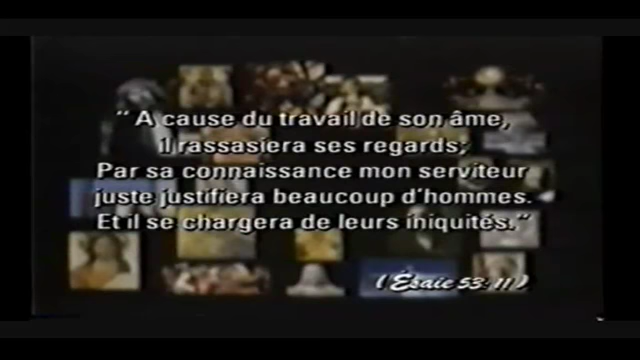 " A cause du travail de son âme,
il rassasiera ses regards;
Par sa connaissance mon serviteur
juste justifiera beaucoup d'hommes.
Et il se chargera de leurs iniquités."
( Ésaïe 53: 11 )